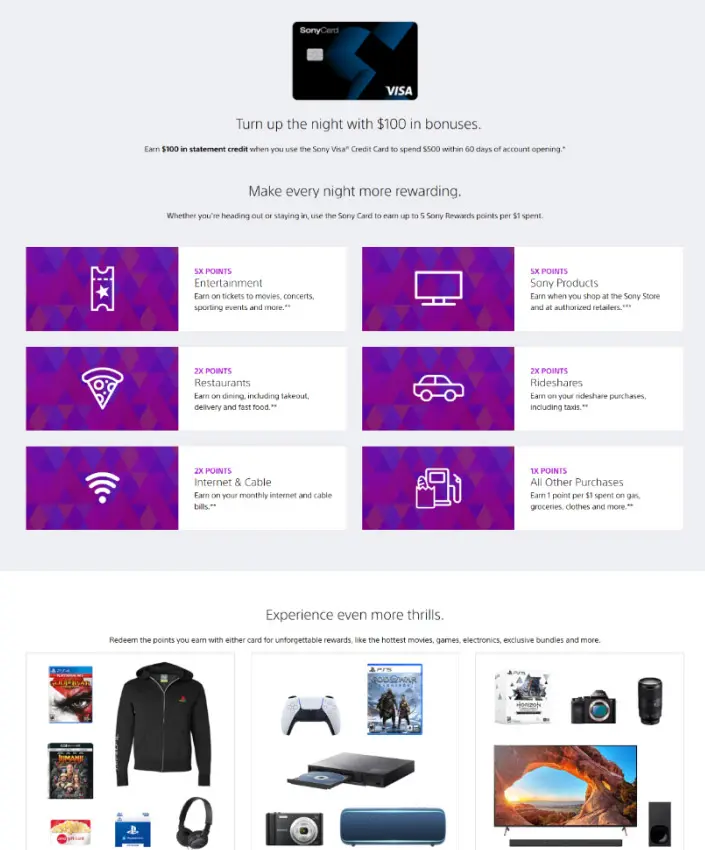 SonyCard
VISA
Turn up the night with $100 in bonuses.
Earn $100 in statement credit when you use the Sony Visa® Credit Card to spend $500 within 60 days of account opening.*
Make every night more rewarding.
Whether you're heading out or staying in, use the Sony Card to earn up to 5 Sony Rewards points per $1 spent.
5X POINTS
Entertainment
Earn on tickets to movies, concerts,
sporting events and more.**
5X POINTS
Sony Products
Earn when you shop at the Sony Store
and at authorized retailers.***
2X POINTS
Restaurants
Earn on dining, including takeout,
delivery and fast food.**
2X POINTS
Rideshares
Earn on your rideshare purchases,
including taxis.**
2X POINTS
Internet & Cable
Earn on your monthly internet and cable
bills.**
1X POINTS
All Other Purchases
Earn 1 point per $1 spent on gas,
groceries, clothes and more.**
Experience even more thrills.
Redeem the points you earn with either card for unforgettable rewards, like the hottest movies, games, electronics, exclusive bundles and more.
PS4
GOD OF WAR
JUMANJI
PS5
GOD OF WAR
HORIZON